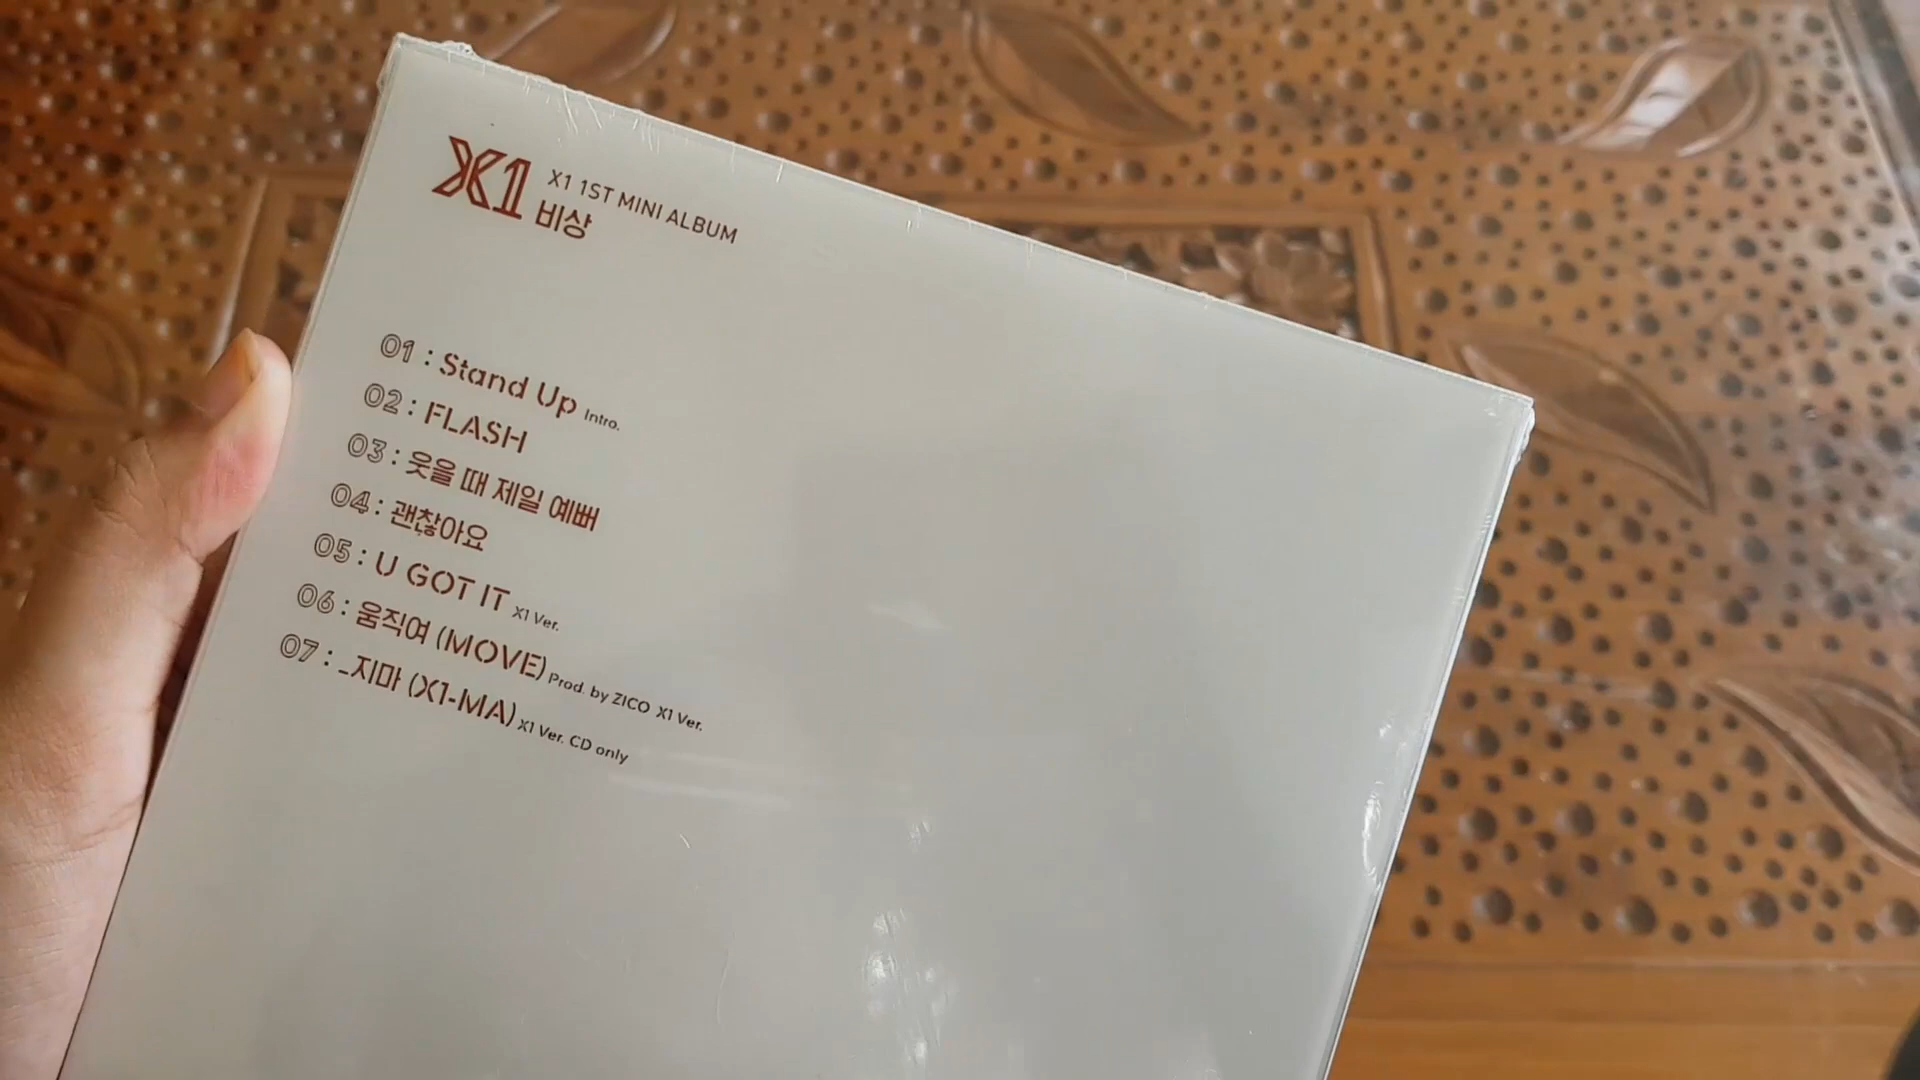 X1
X1 1ST MINI ALBUM
비상
01 : Stand Up Intro.
02 : FLASH
03 : 웃을 때 제일 예뻐
04 : 괜찮아요
05 : U GOT IT X1 Ver.
06 : 움직여 (MOVE) Prod. by ZICO X1 Ver.
07 : _지마 (X1-MA) X1 Ver. CD only